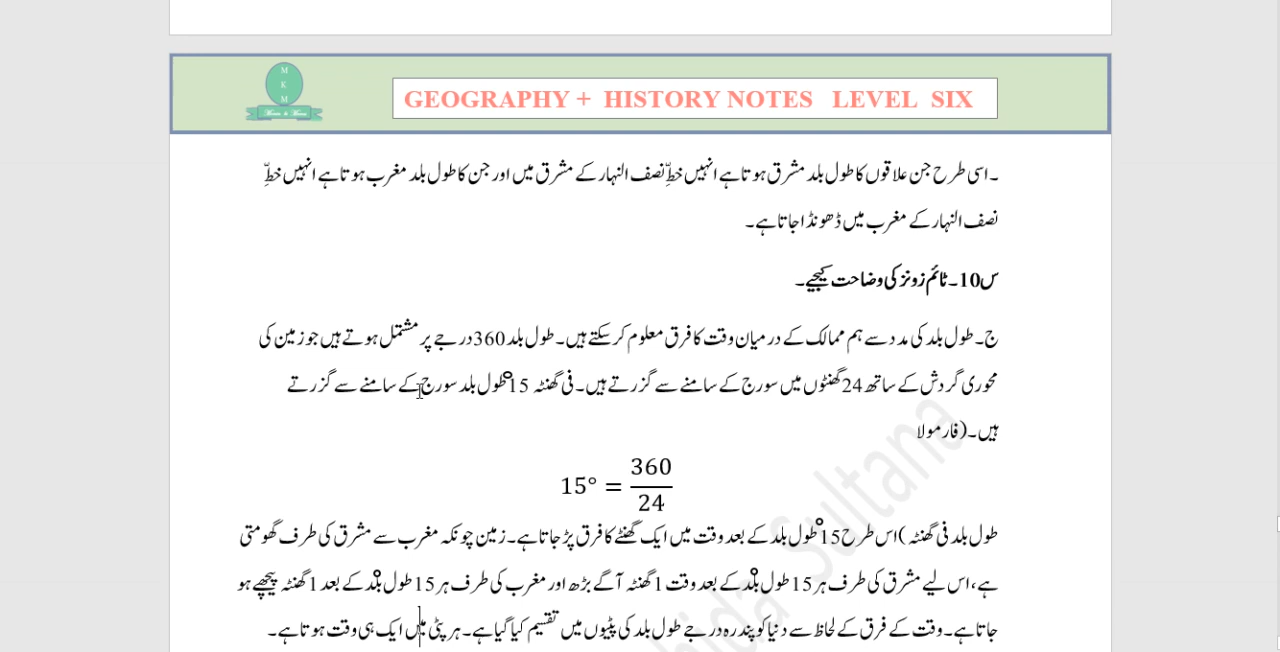 M
K
M
GEOGRAPHY + HISTORY NOTES LEVEL SIX
۔اسی طرح جن علاقوں کا طول بلد مشرق ہوتا ہے انہیں خطِّ نصف النہار کے مشرق میں اور جن کا طول بلد مغرب ہوتا ہے انہیں خطِّ
نصف النہار کے مغرب میں ڈھونڈا جاتا ہے۔
س10۔ ٹائم زونز کی وضاحت کیجیے۔
ج۔ طول بلد کی مدد سے ہم ممالک کے درمیان وقت کا فرق معلوم کر سکتے ہیں۔ طول بلد 360 درجے پر مشتمل ہوتے ہیں جو زمین کی
محوری گردش کے ساتھ 24 گھنٹوں میں سورج کے سامنے سے گزرتے ہیں۔ فی گھنٹہ 15° طول بلد سورج کے سامنے سے گزرتے
ہیں۔ (فارمولا
15° = 360/24
طول بلد فی گھنٹہ ) اس طرح 15° طول بلد کے بعد وقت میں ایک گھنٹے کا فرق پڑ جاتا ہے۔ زمین چونکہ مغرب سے مشرق کی طرف گھومتی
ہے، اس لیے مشرق کی طرف ہر 15° طول بلد کے بعد وقت 1 گھنٹہ آگے بڑھ اور مغرب کی طرف ہر 15° طول بلد کے بعد 1 گھنٹہ پیچھے ہو
جاتا ہے۔ وقت کے فرق کے لحاظ سے دنیا کو پندرہ درجے طول بلد کی پٹیوں میں تقسیم کیا گیا ہے۔ ہر پٹی میں ایک ہی وقت ہوتا ہے۔
Sultana